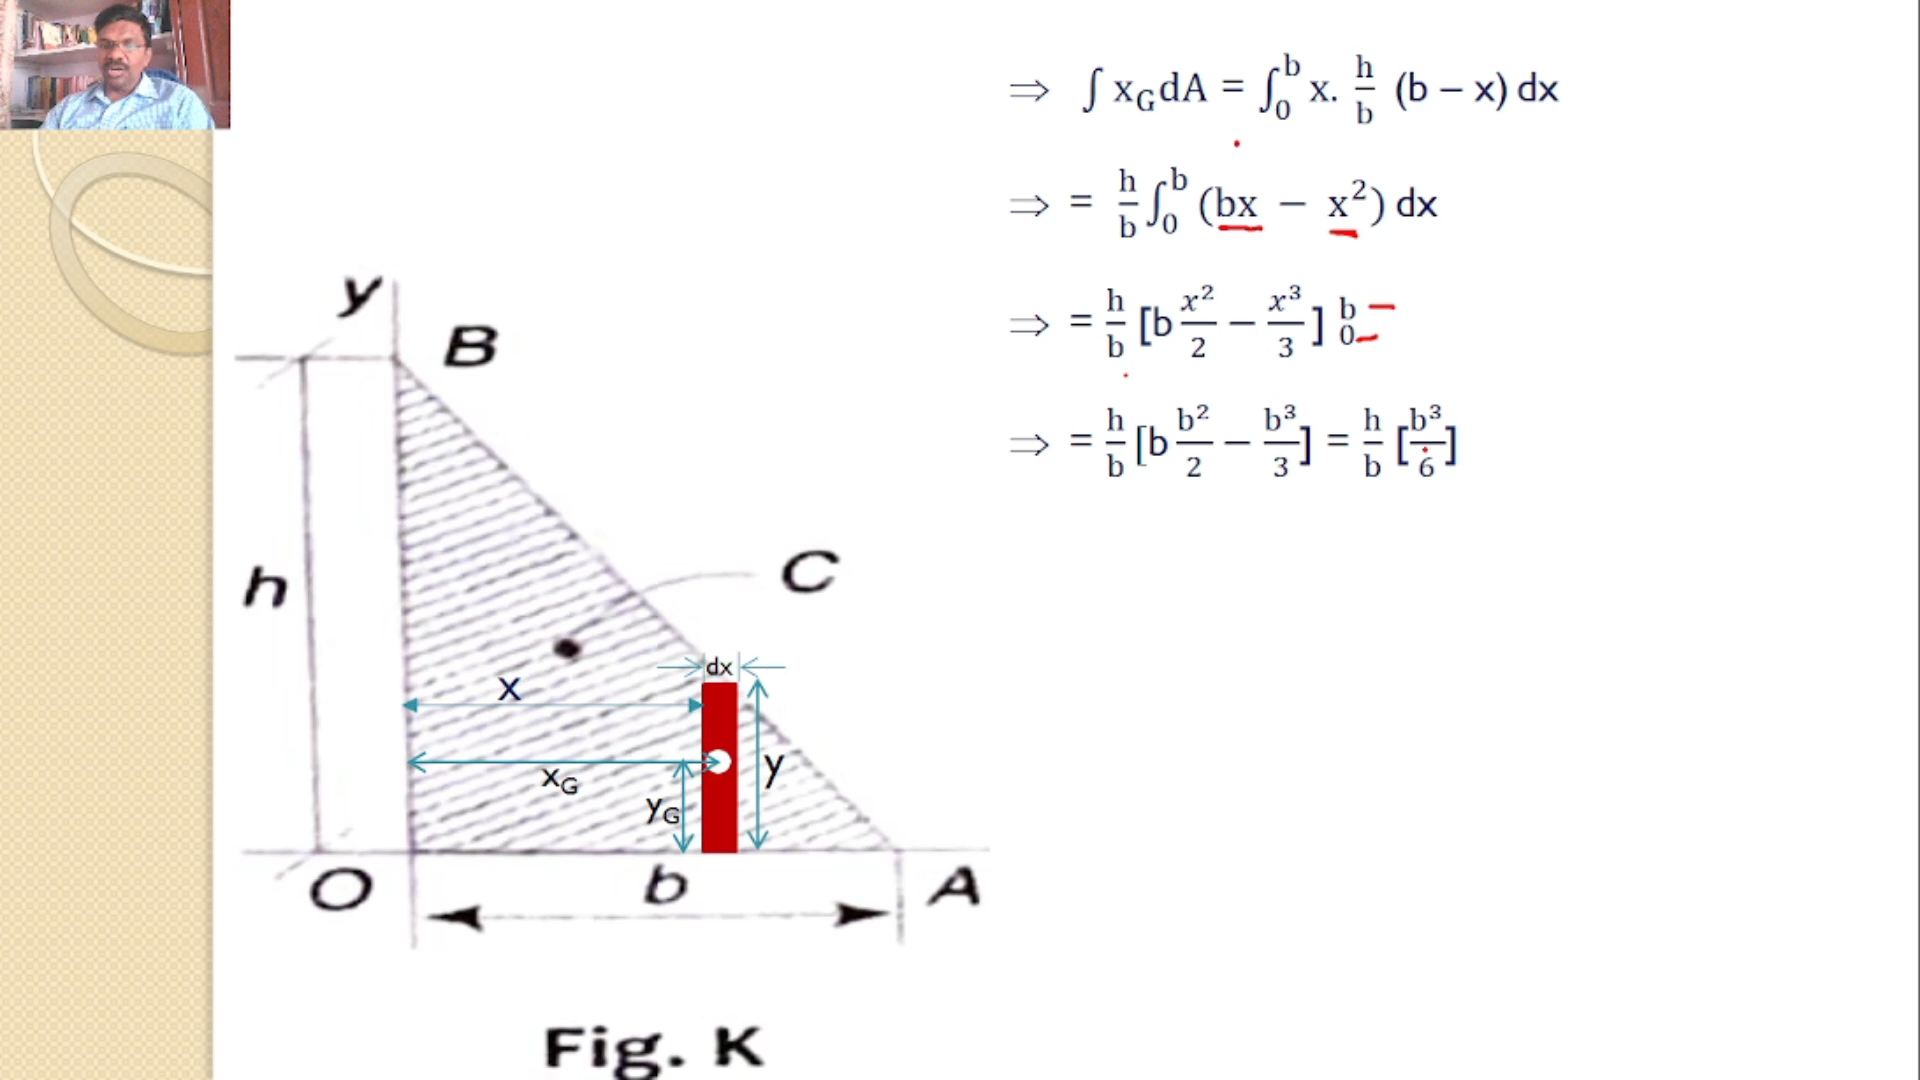 ⇒ ∫ x_G dA = ∫₀ᵇ x. h/b (b – x) dx
⇒ = h/b ∫₀ᵇ (bx − x²) dx
⇒ = h/b [b x²/2 − x³/3] b 0
⇒ = h/b [b b²/2 − b³/3] = h/b [b³/6]
y
B
h
C
dx
x
x_G
y
y_G
O
b
A
Fig. K